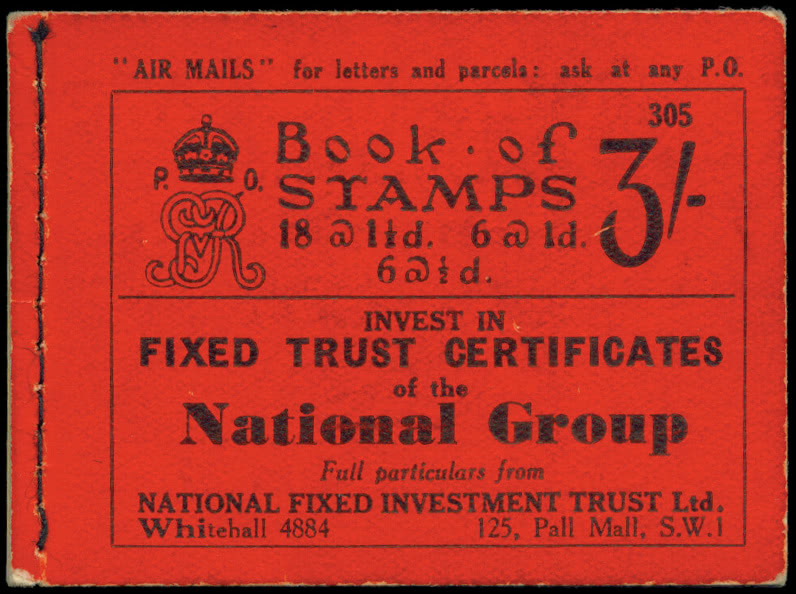 "AIR MAILS" for letters and parcels: ask at any P.O.
305
P. O.
GvR
Book · of
STAMPS
3/-
18 @ 1½d. 6 @ 1d.
6 @ ½d.
INVEST IN
FIXED TRUST CERTIFICATES
of the
National Group
Full particulars from
NATIONAL FIXED INVESTMENT TRUST Ltd.
Whitehall 4884 125, Pall Mall, S.W.1